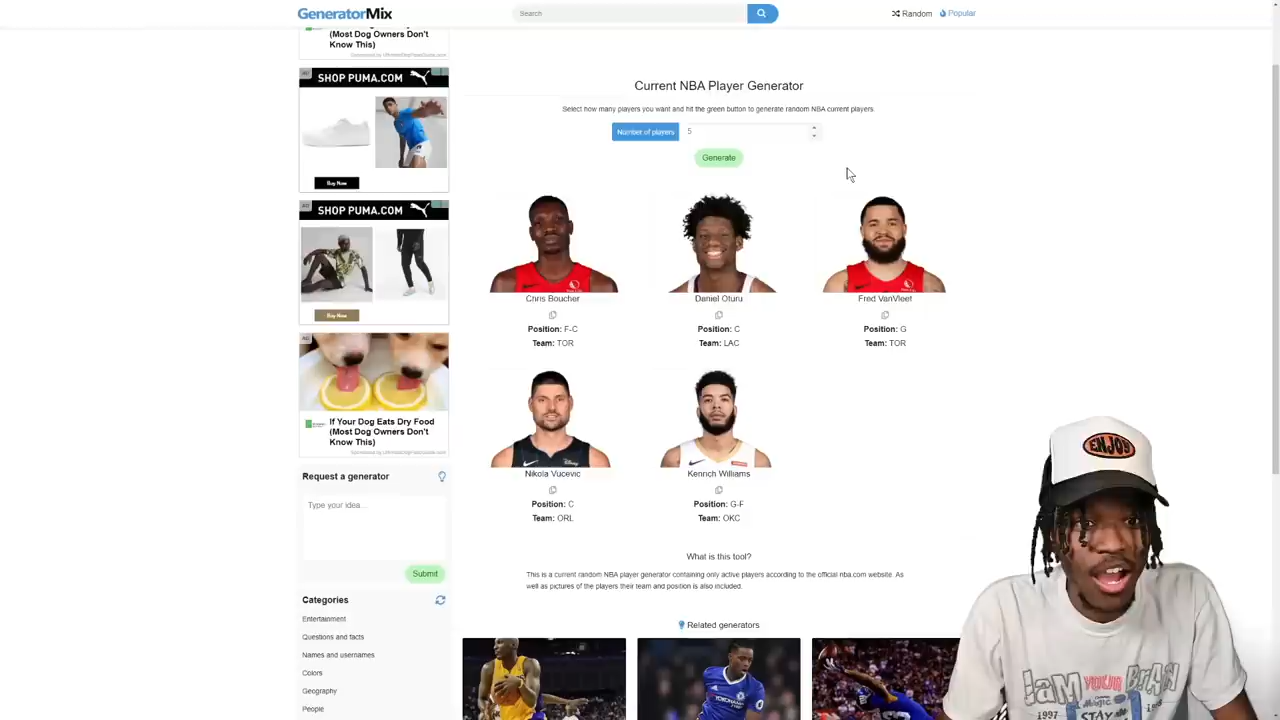 GeneratorMix
Search
Random
Popular
(Most Dog Owners Don't
Know This)
SHOP PUMA.COM
Buy Now
SHOP PUMA.COM
Buy Now
If Your Dog Eats Dry Food
(Most Dog Owners Don't
Know This)
Request a generator
Type your idea...
Submit
Categories
Entertainment
Questions and facts
Names and usernames
Colors
Geography
People
Current NBA Player Generator
Select how many players you want and hit the green button to generate random NBA current players.
Number of players
5
Generate
Chris Boucher
Position: F-C
Team: TOR
Daniel Oturu
Position: C
Team: LAC
Fred VanVleet
Position: G
Team: TOR
Nikola Vucevic
Position: C
Team: ORL
Kenrich Williams
Position: G-F
Team: OKC
What is this tool?
This is a current random NBA player generator containing only active players according to the official nba.com website. As
well as pictures of the players their team and position is also included.
Related generators
ENJOY
1997